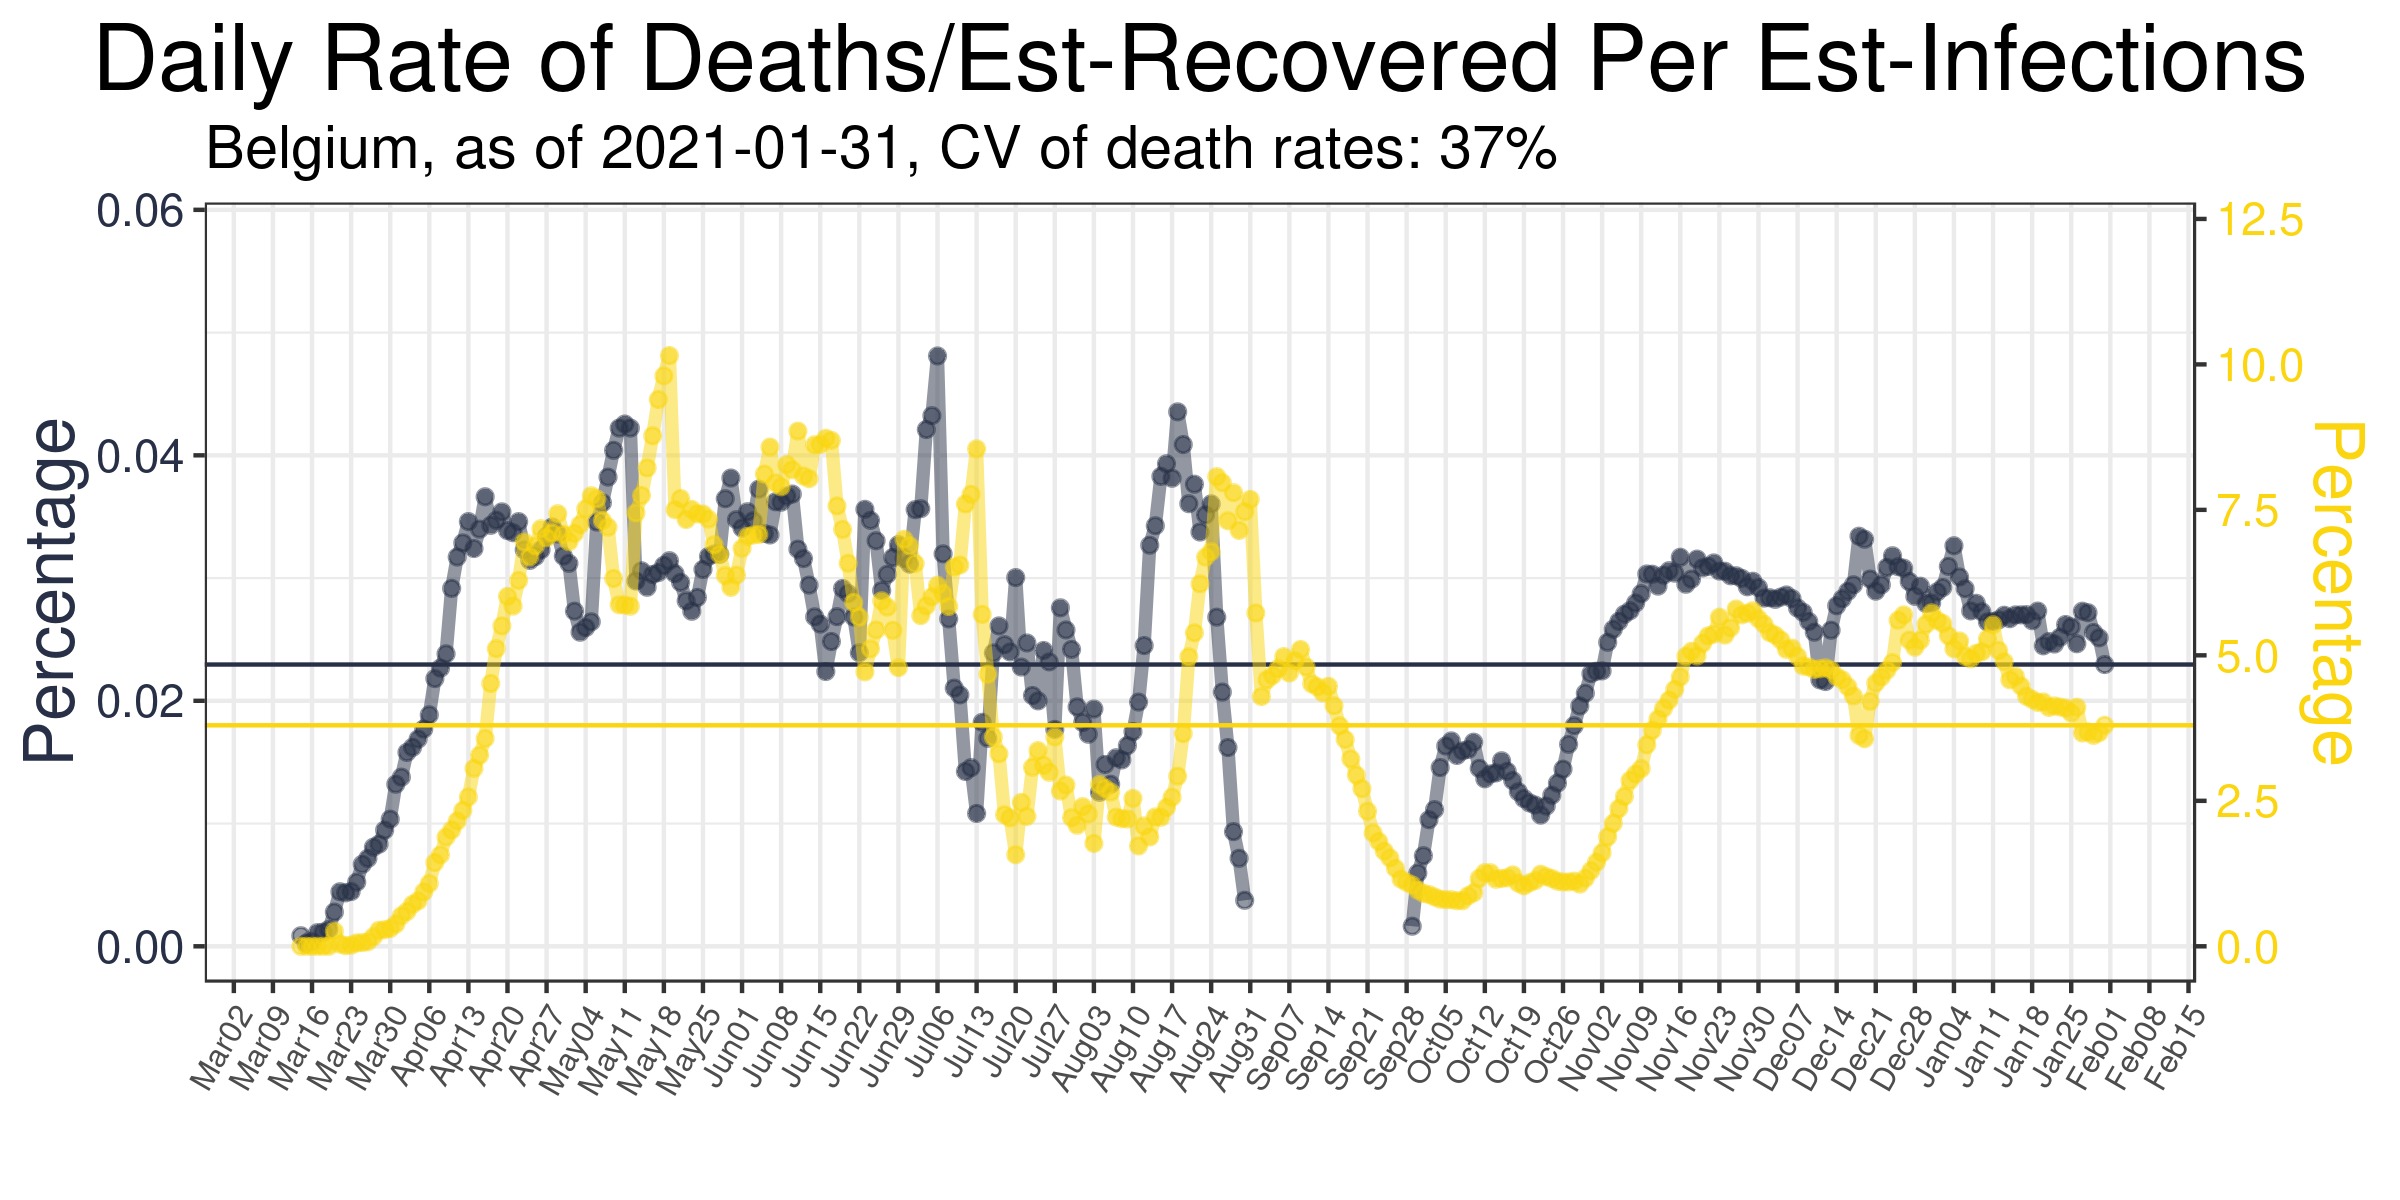 Daily Rate of Deaths/Est-Recovered Per Est-Infections
Belgium, as of 2021-01-31, CV of death rates: 37%
Percentage
0.06
0.04
0.02
0.00
12.5
10.0
7.5
5.0
2.5
0.0
Percentage
Mar02 Mar09 Mar16 Mar23 Mar30 Apr06 Apr13 Apr20 Apr27 May04 May11 May18 May25 Jun01 Jun08 Jun15 Jun22 Jun29 Jul06 Jul13 Jul20 Jul27 Aug03 Aug10 Aug17 Aug24 Aug31 Sep07 Sep14 Sep21 Sep28 Oct05 Oct12 Oct19 Oct26 Nov02 Nov09 Nov16 Nov23 Nov30 Dec07 Dec14 Dec21 Dec28 Jan04 Jan11 Jan18 Jan25 Feb01 Feb08 Feb15